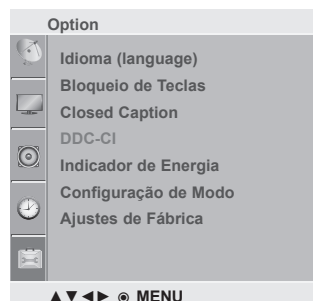 Option
Idioma (language)
Bloqueio de Teclas
Closed Caption
DDC-CI
Indicador de Energia
Configuração de Modo
Ajustes de Fábrica
▲▼◄► ◉ MENU